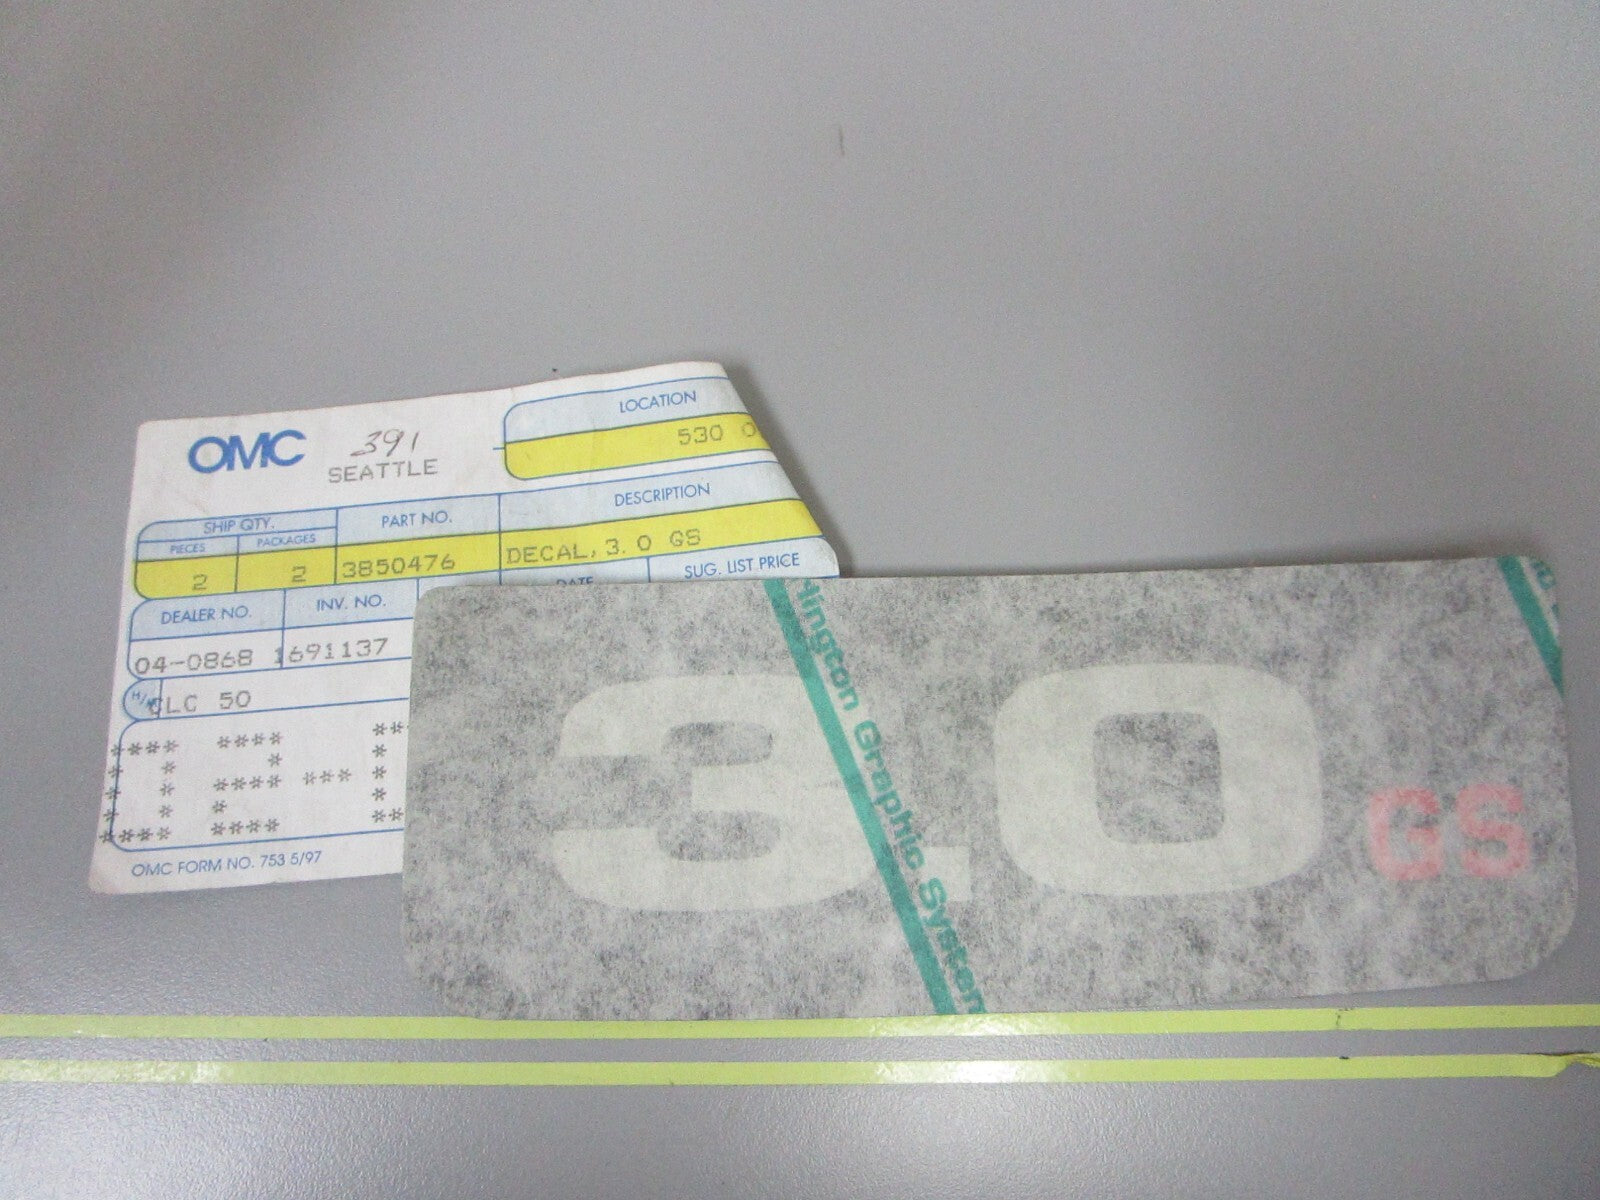 OMC
391
SEATTLE
LOCATION
530 0
SHIP QTY.
PIECES
PACKAGES
PART NO.
DESCRIPTION
2
2
3850476
DECAL, 3.0 GS
DEALER NO.
INV. NO.
DATE
SUG. LIST PRICE
04-0868
1691137
CLC 50
**** **** **
* * *
* **** *** *
* * * *
**** **** **
OMC FORM NO. 753 5/97
3.0 GS
lington Graphic System